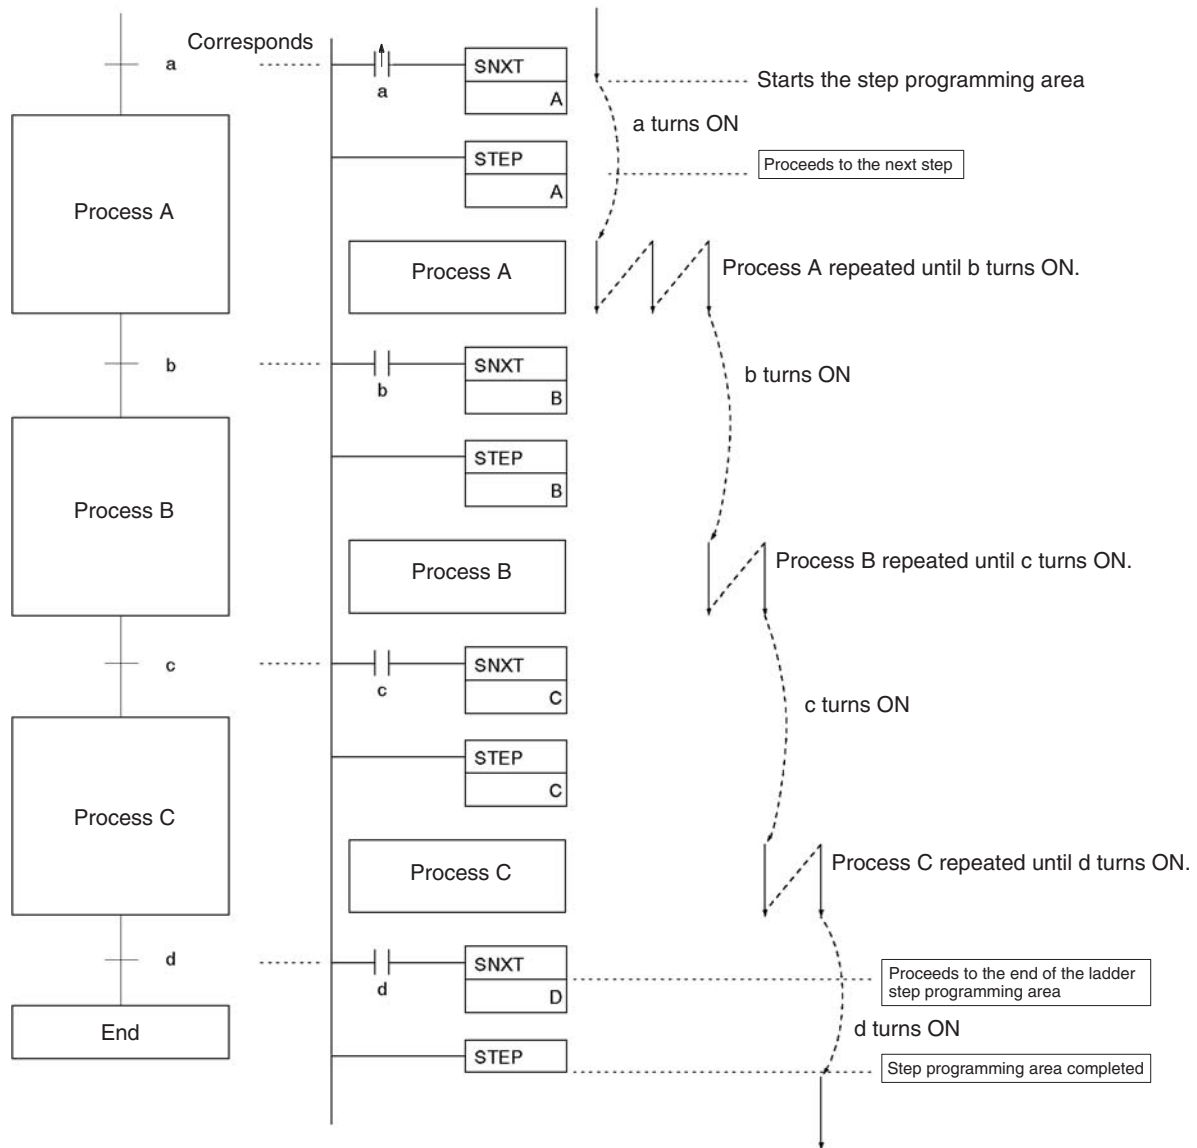 Corresponds
a
a
SNXT
A
Starts the step programming area
a turns ON
STEP
A
Proceeds to the next step
Process A
Process A
Process A repeated until b turns ON.
b
b
SNXT
B
b turns ON
STEP
B
Process B
Process B
Process B repeated until c turns ON.
c
c
SNXT
C
c turns ON
STEP
C
Process C
Process C
Process C repeated until d turns ON.
d
d
SNXT
D
Proceeds to the end of the ladder
step programming area
d turns ON
End
STEP
Step programming area completed